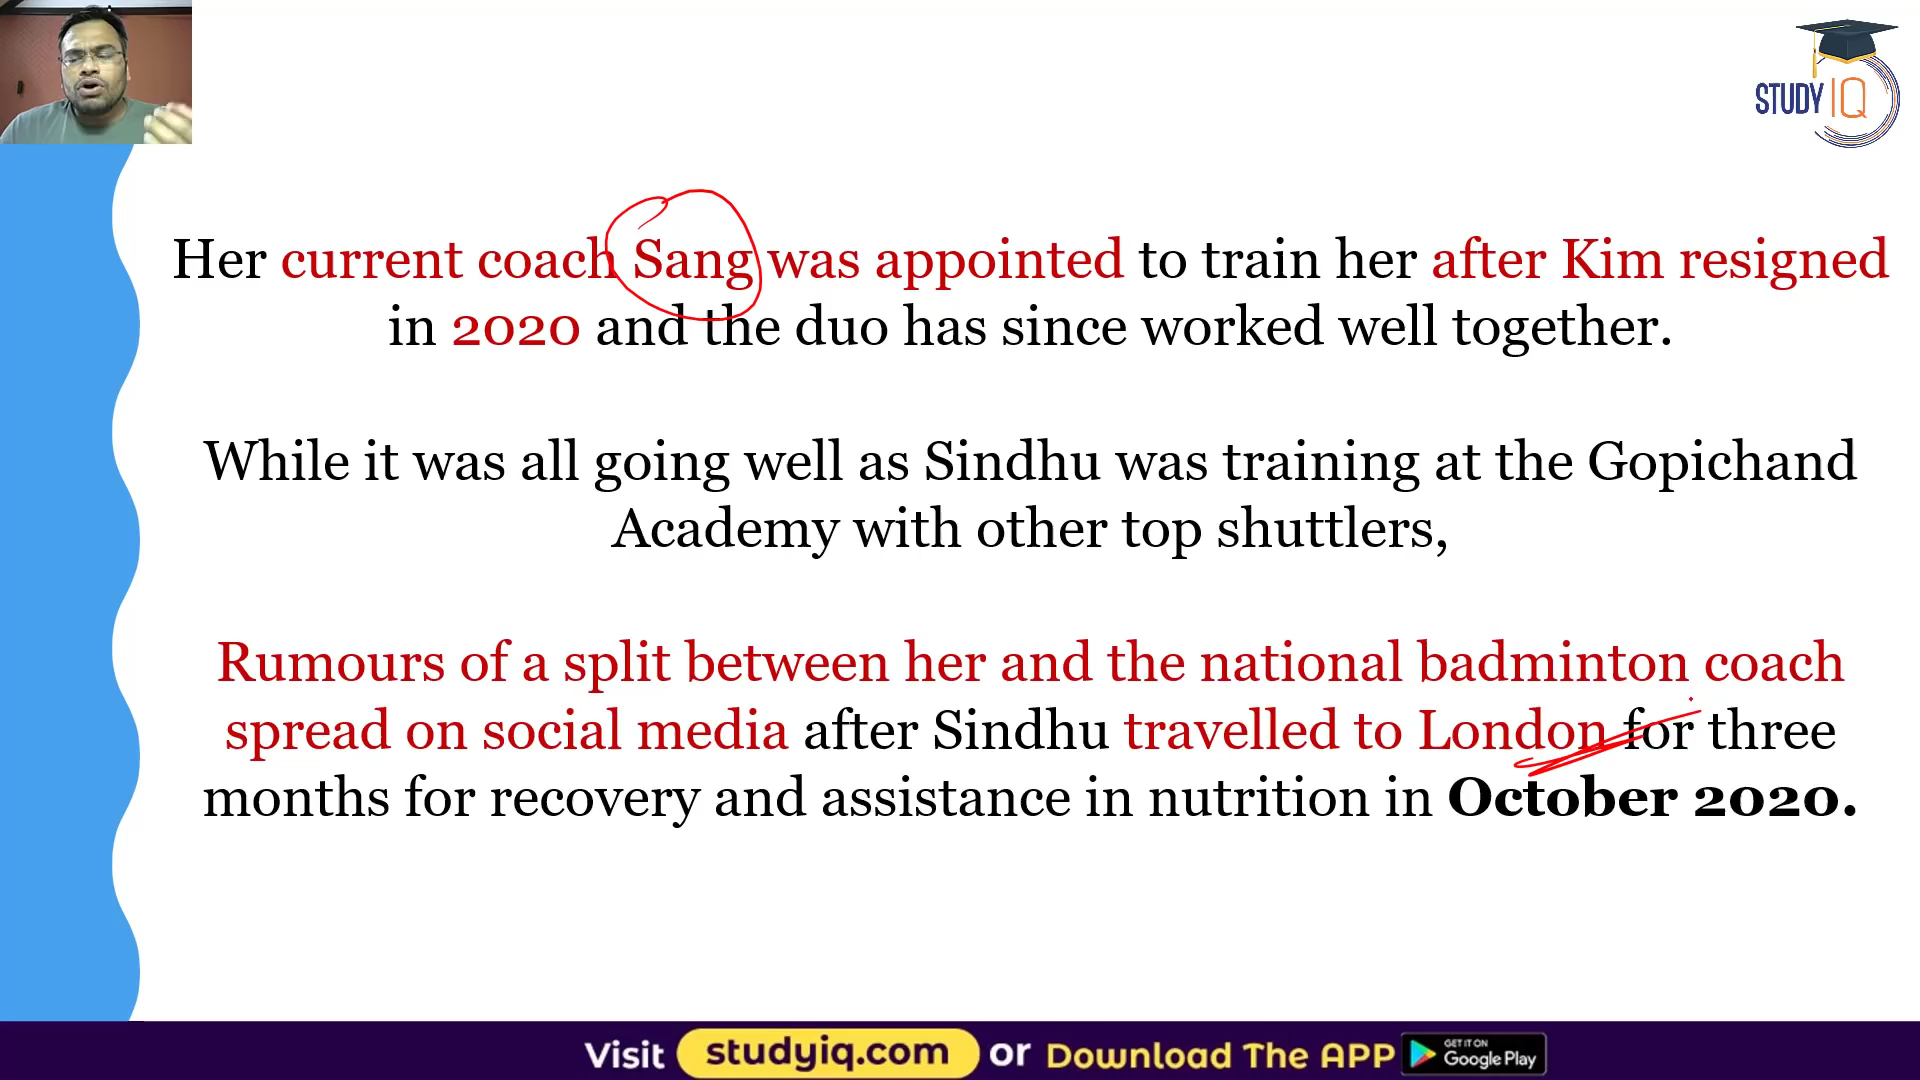 STUDY IQ
Her current coach Sang was appointed to train her after Kim resigned
in 2020 and the duo has since worked well together.
While it was all going well as Sindhu was training at the Gopichand
Academy with other top shuttlers,
Rumours of a split between her and the national badminton coach
spread on social media after Sindhu travelled to London for three
months for recovery and assistance in nutrition in October 2020.
Visit studyiq.com or Download The APP GET IT ON Google Play